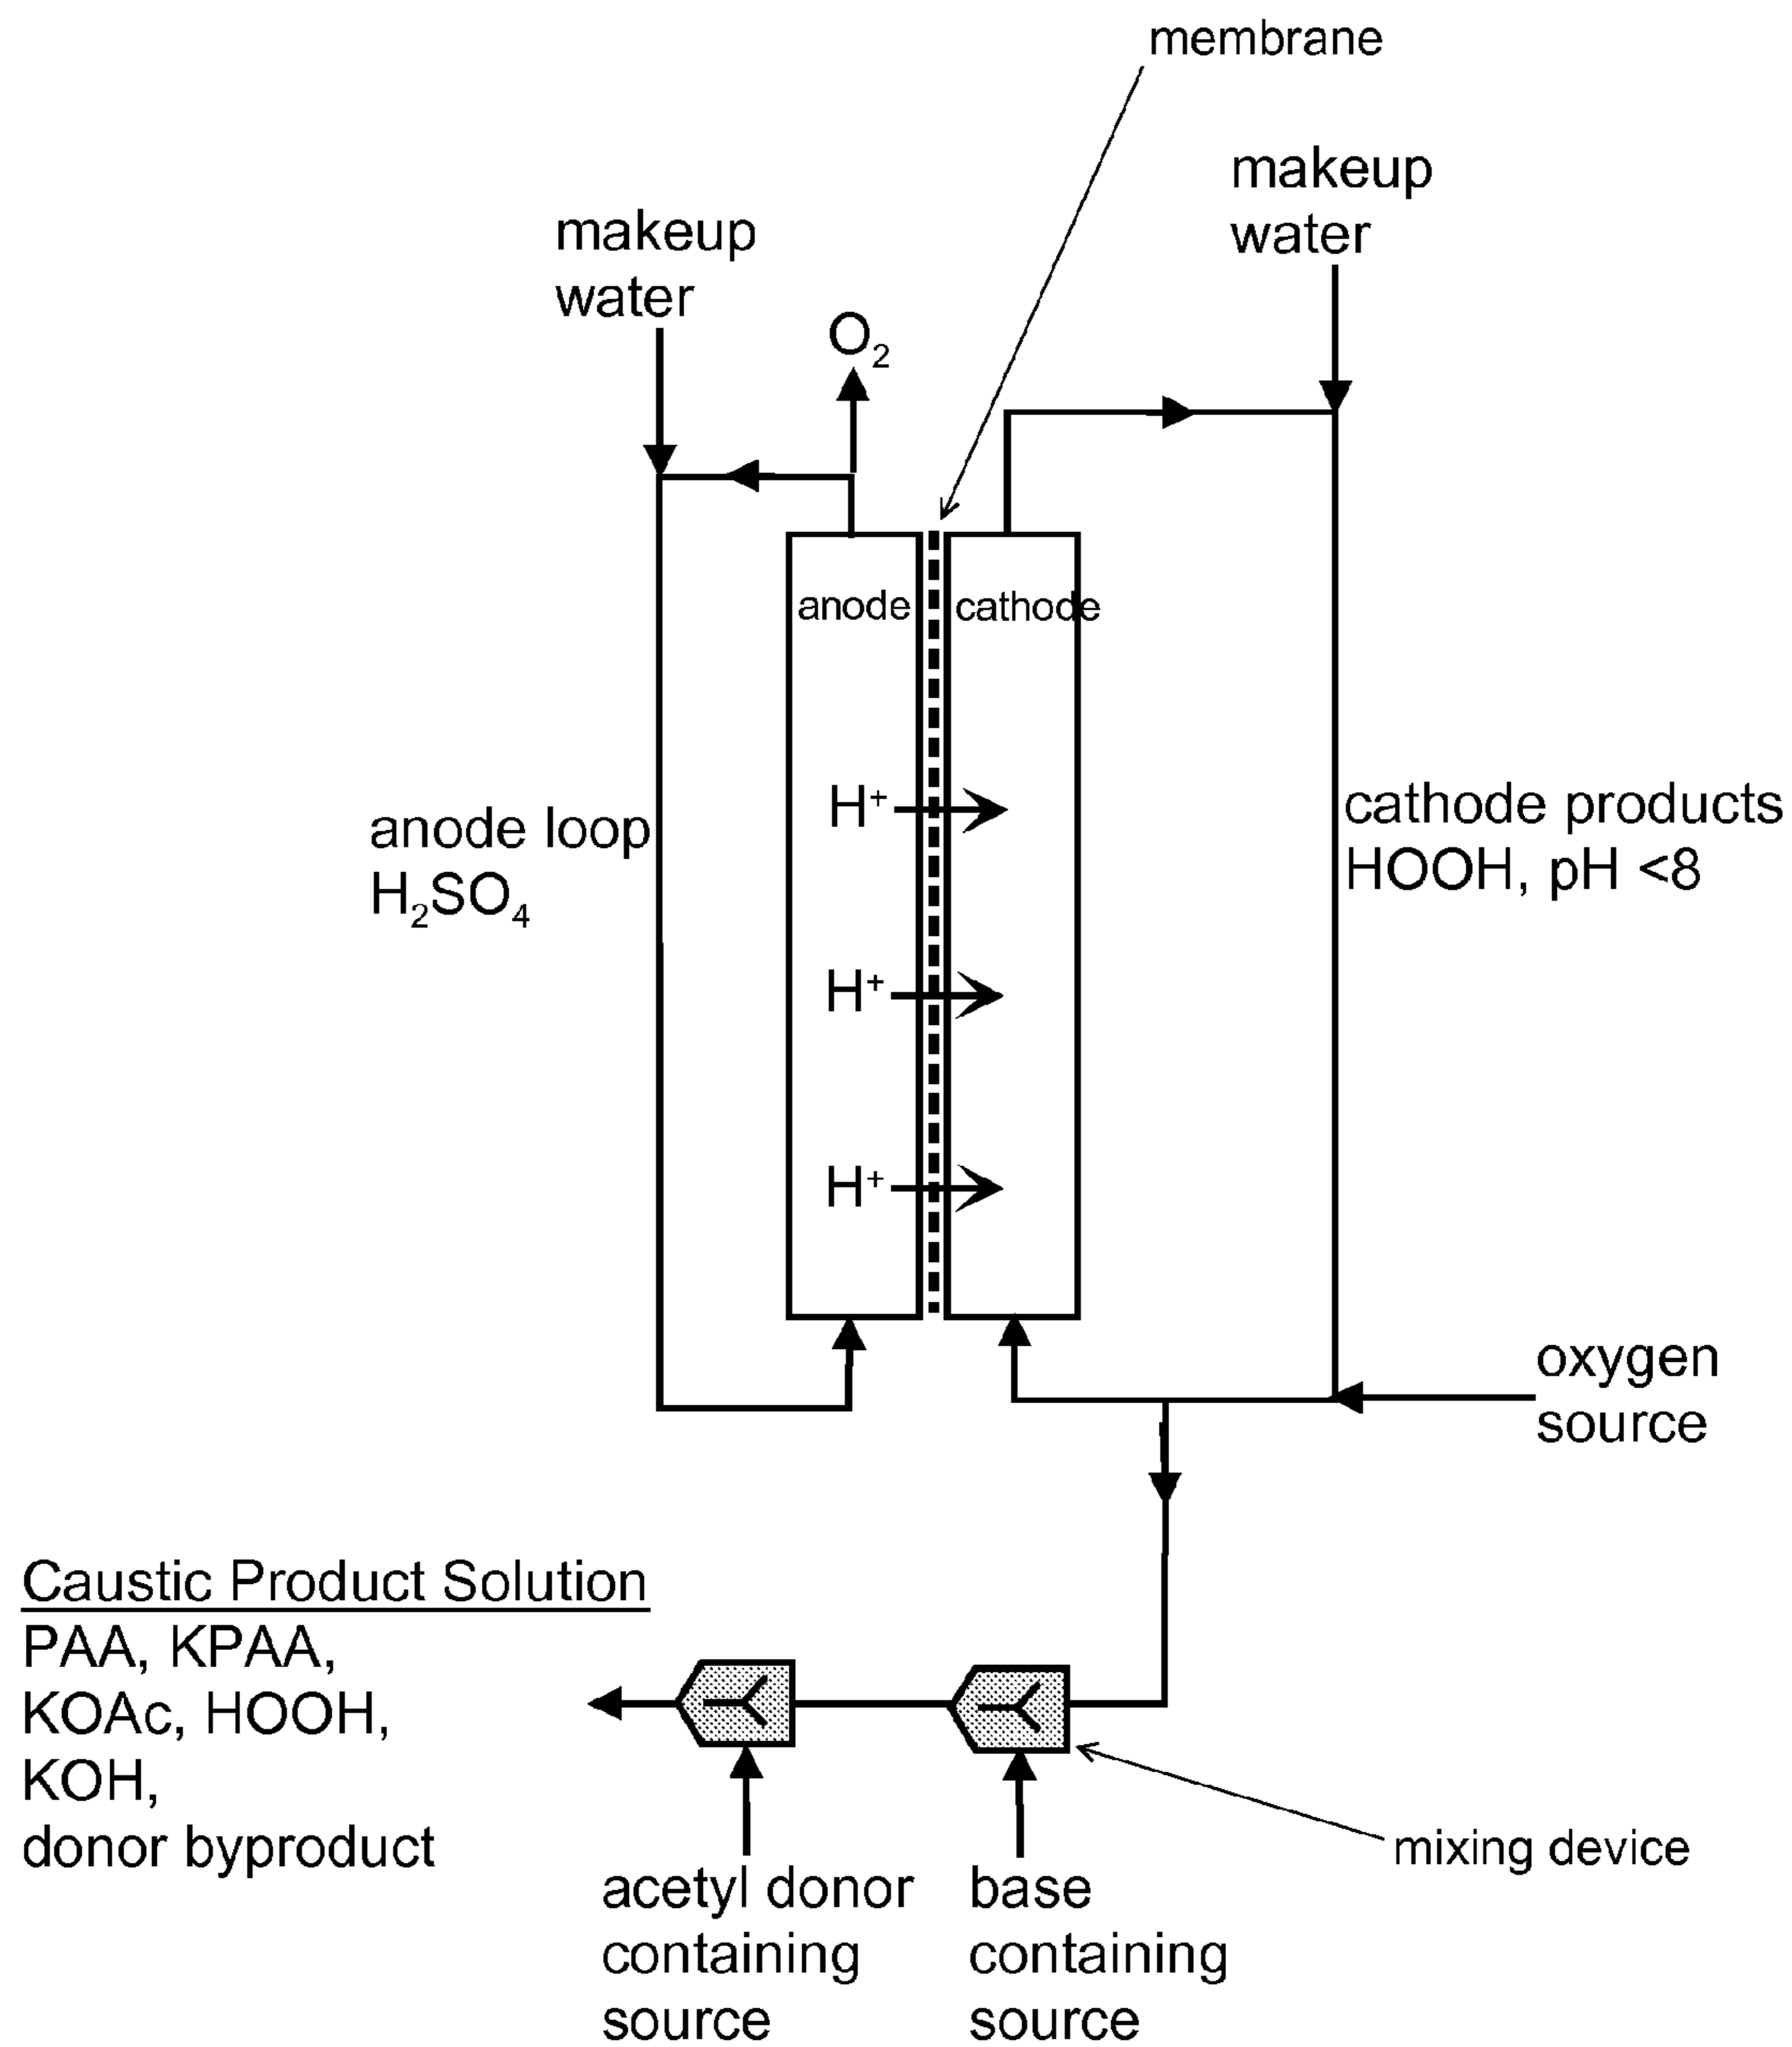 membrane
makeup
water
makeup
water
O₂
anode
cathode
H⁺
anode loop
H₂SO₄
cathode products
HOOH, pH <8
H⁺
H⁺
oxygen
source
Caustic Product Solution
PAA, KPAA,
KOAc, HOOH,
KOH,
donor byproduct
mixing device
acetyl donor
containing
source
base
containing
source